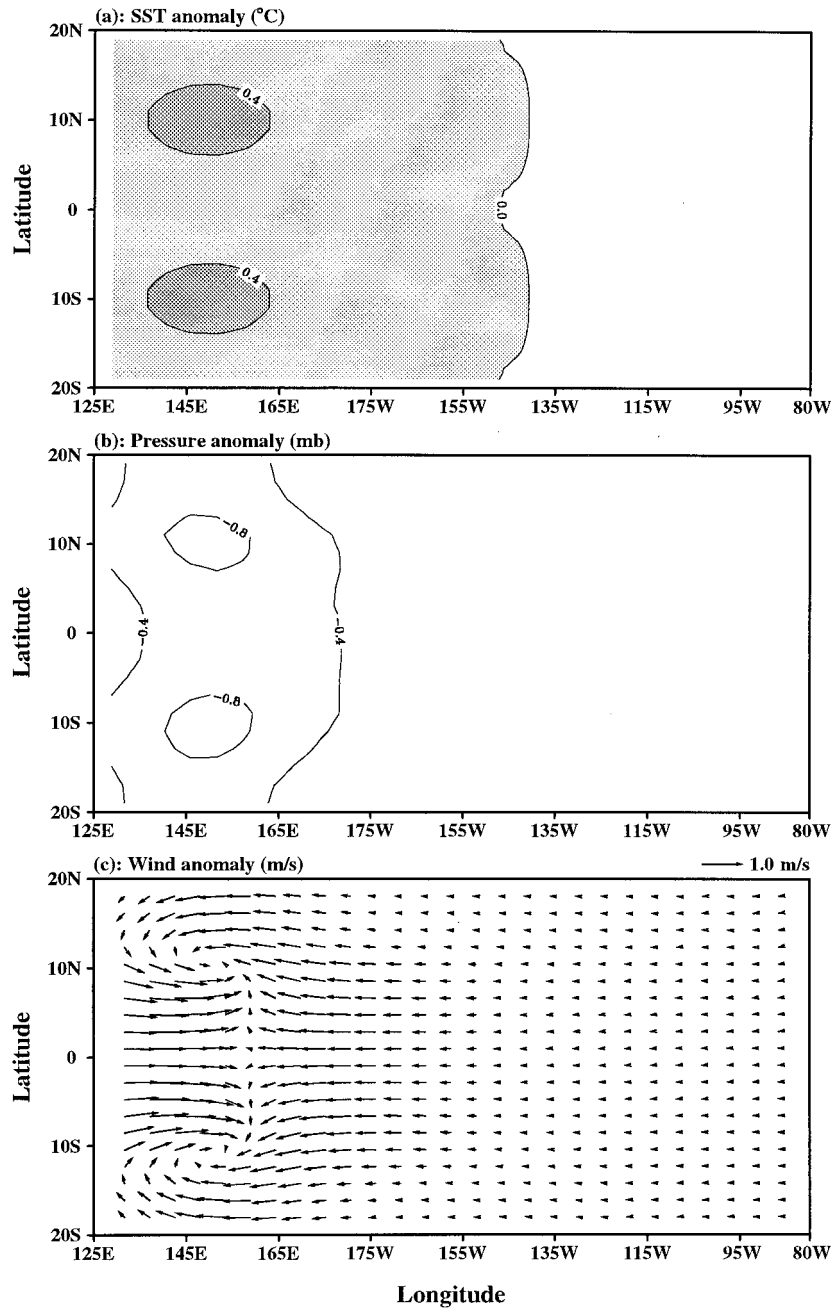 (a): SST anomaly (°C)
20N
10N
0
10S
20S
Latitude
0.4
0.4
0.0
125E 145E 165E 175W 155W 135W 115W 95W 80W
(b): Pressure anomaly (mb)
20N
10N
0
10S
20S
Latitude
−0.8
−0.4
−0.4
−0.8
125E 145E 165E 175W 155W 135W 115W 95W 80W
(c): Wind anomaly (m/s)
1.0 m/s
20N
10N
0
10S
20S
Latitude
125E 145E 165E 175W 155W 135W 115W 95W 80W
Longitude